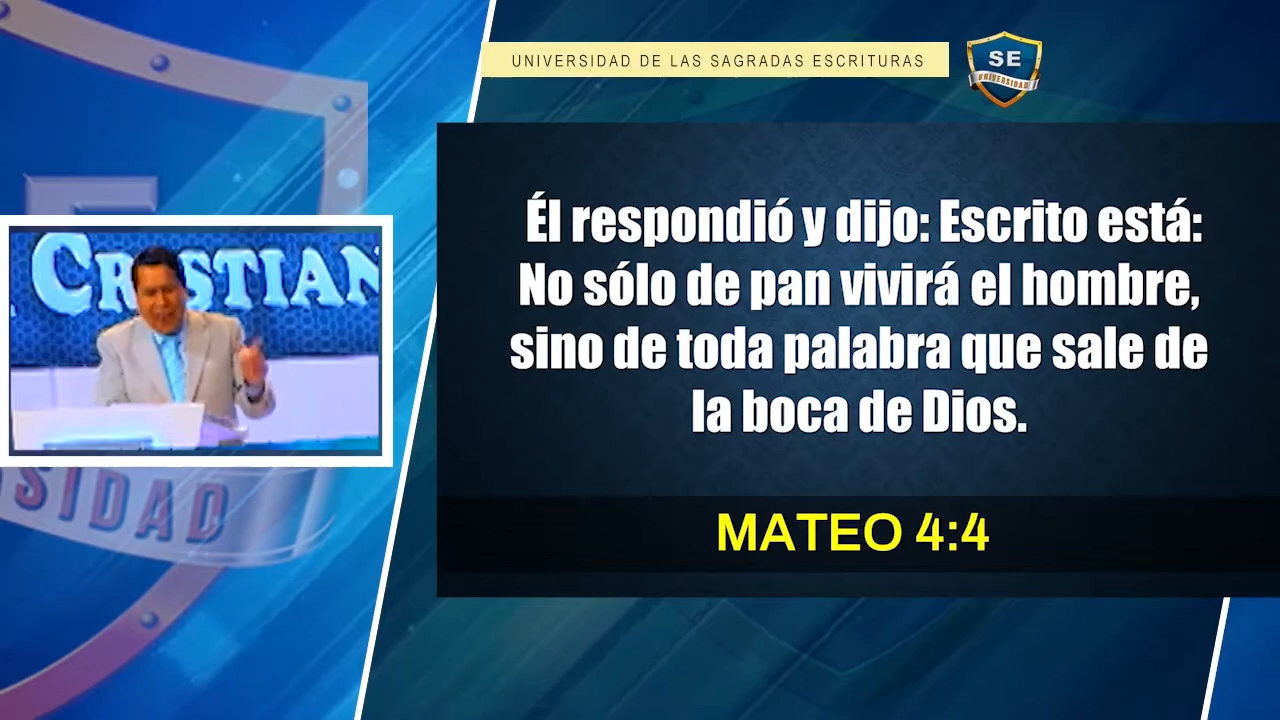 UNIVERSIDAD DE LAS SAGRADAS ESCRITURAS
SE
UNIVERSIDAD
Él respondió y dijo: Escrito está:
No sólo de pan vivirá el hombre,
sino de toda palabra que sale de
la boca de Dios.
MATEO 4:4
CRISTIAN
SIDAD